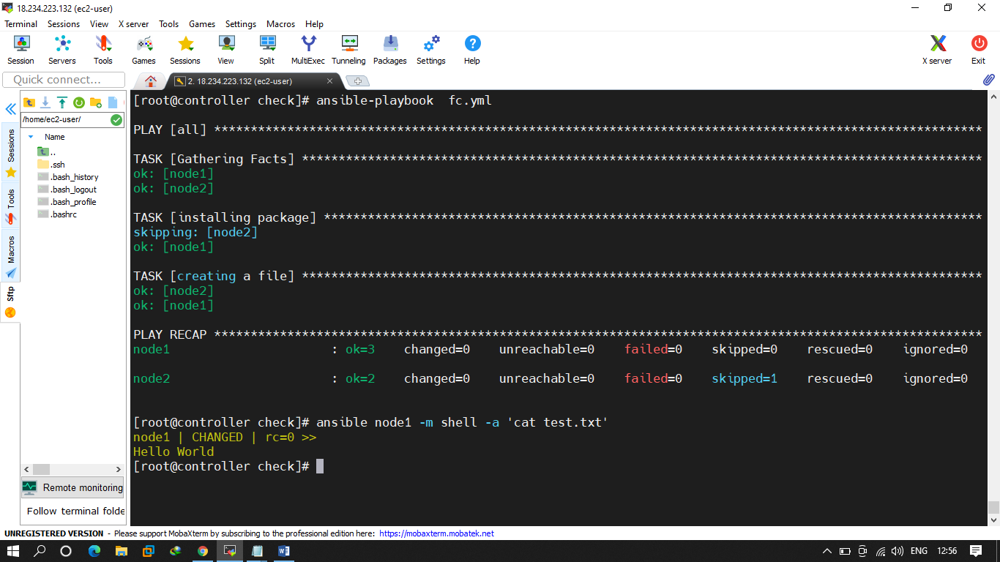 18.234.223.132 (ec2-user)
Terminal Sessions View X server Tools Games Settings Macros Help
Session Servers Tools Games Sessions View Split MultiExec Tunneling Packages Settings Help X server Exit
Quick connect...
2. 18.234.223.132 (ec2-user)
/home/ec2-user/
Name
..
.ssh
.bash_history
.bash_logout
.bash_profile
.bashrc
Sessions
Tools
Macros
Sftp
Remote monitoring
Follow terminal folde
[root@controller check]# ansible-playbook  fc.yml
PLAY [all] **********************************************************************************************************
TASK [Gathering Facts] **********************************************************************************************
ok: [node1]
ok: [node2]
TASK [installing package] *******************************************************************************************
skipping: [node2]
ok: [node1]
TASK [creating a file] **********************************************************************************************
ok: [node2]
ok: [node1]
PLAY RECAP **********************************************************************************************************
node1 : ok=3 changed=0 unreachable=0 failed=0 skipped=0 rescued=0 ignored=0
node2 : ok=2 changed=0 unreachable=0 failed=0 skipped=1 rescued=0 ignored=0
[root@controller check]# ansible node1 -m shell -a 'cat test.txt'
node1 | CHANGED | rc=0 >>
Hello World
[root@controller check]#
UNREGISTERED VERSION - Please support MobaXterm by subscribing to the professional edition here: https://mobaxterm.mobatek.net
ENG 12:56